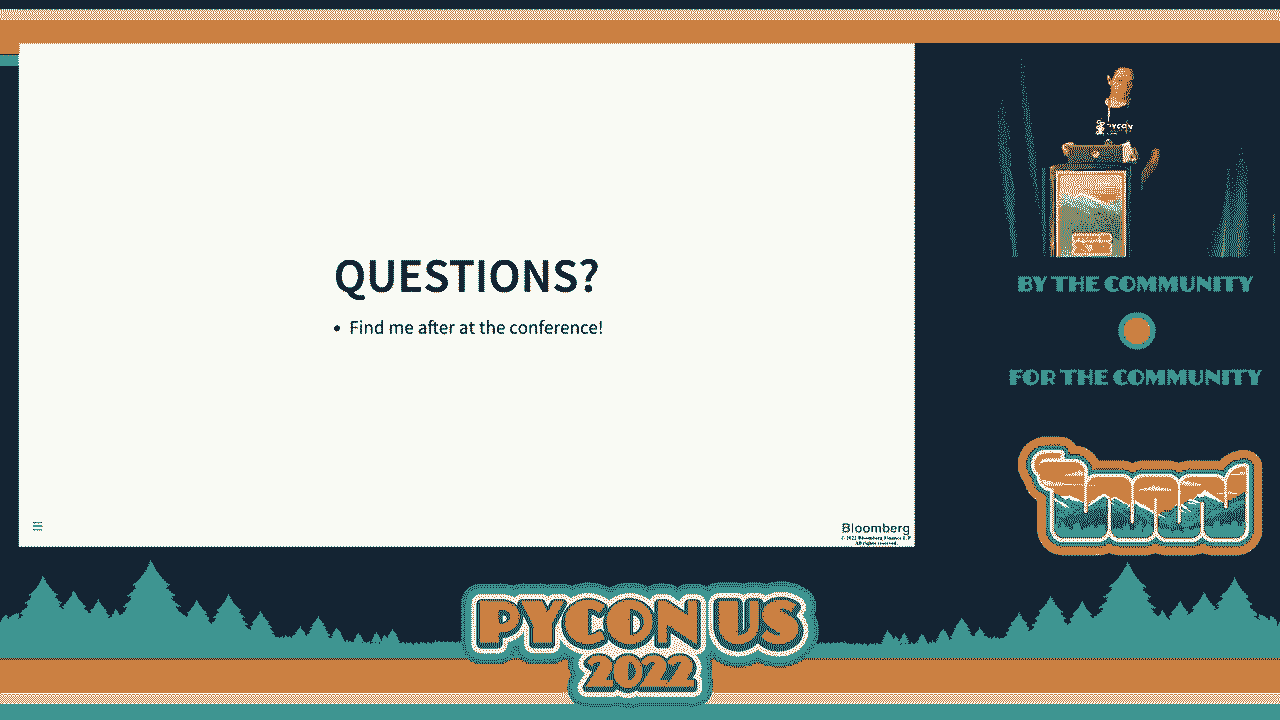 QUESTIONS?
• Find me after at the conference!
Bloomberg
© 2022 Bloomberg Finance L.P.
All rights reserved.
PYCON
BY THE COMMUNITY
FOR THE COMMUNITY
PYCON US
2022